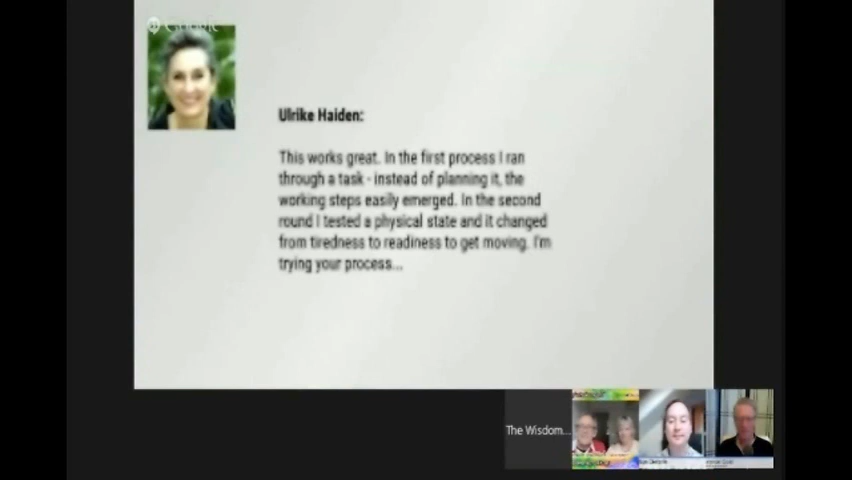 Google
Ulrike Haiden:
This works great. In the first process I ran
through a task - instead of planning it, the
working steps easily emerged. In the second
round I tested a physical state and it changed
from tiredness to readiness to get moving. I'm
trying your process...
The Wisdom...